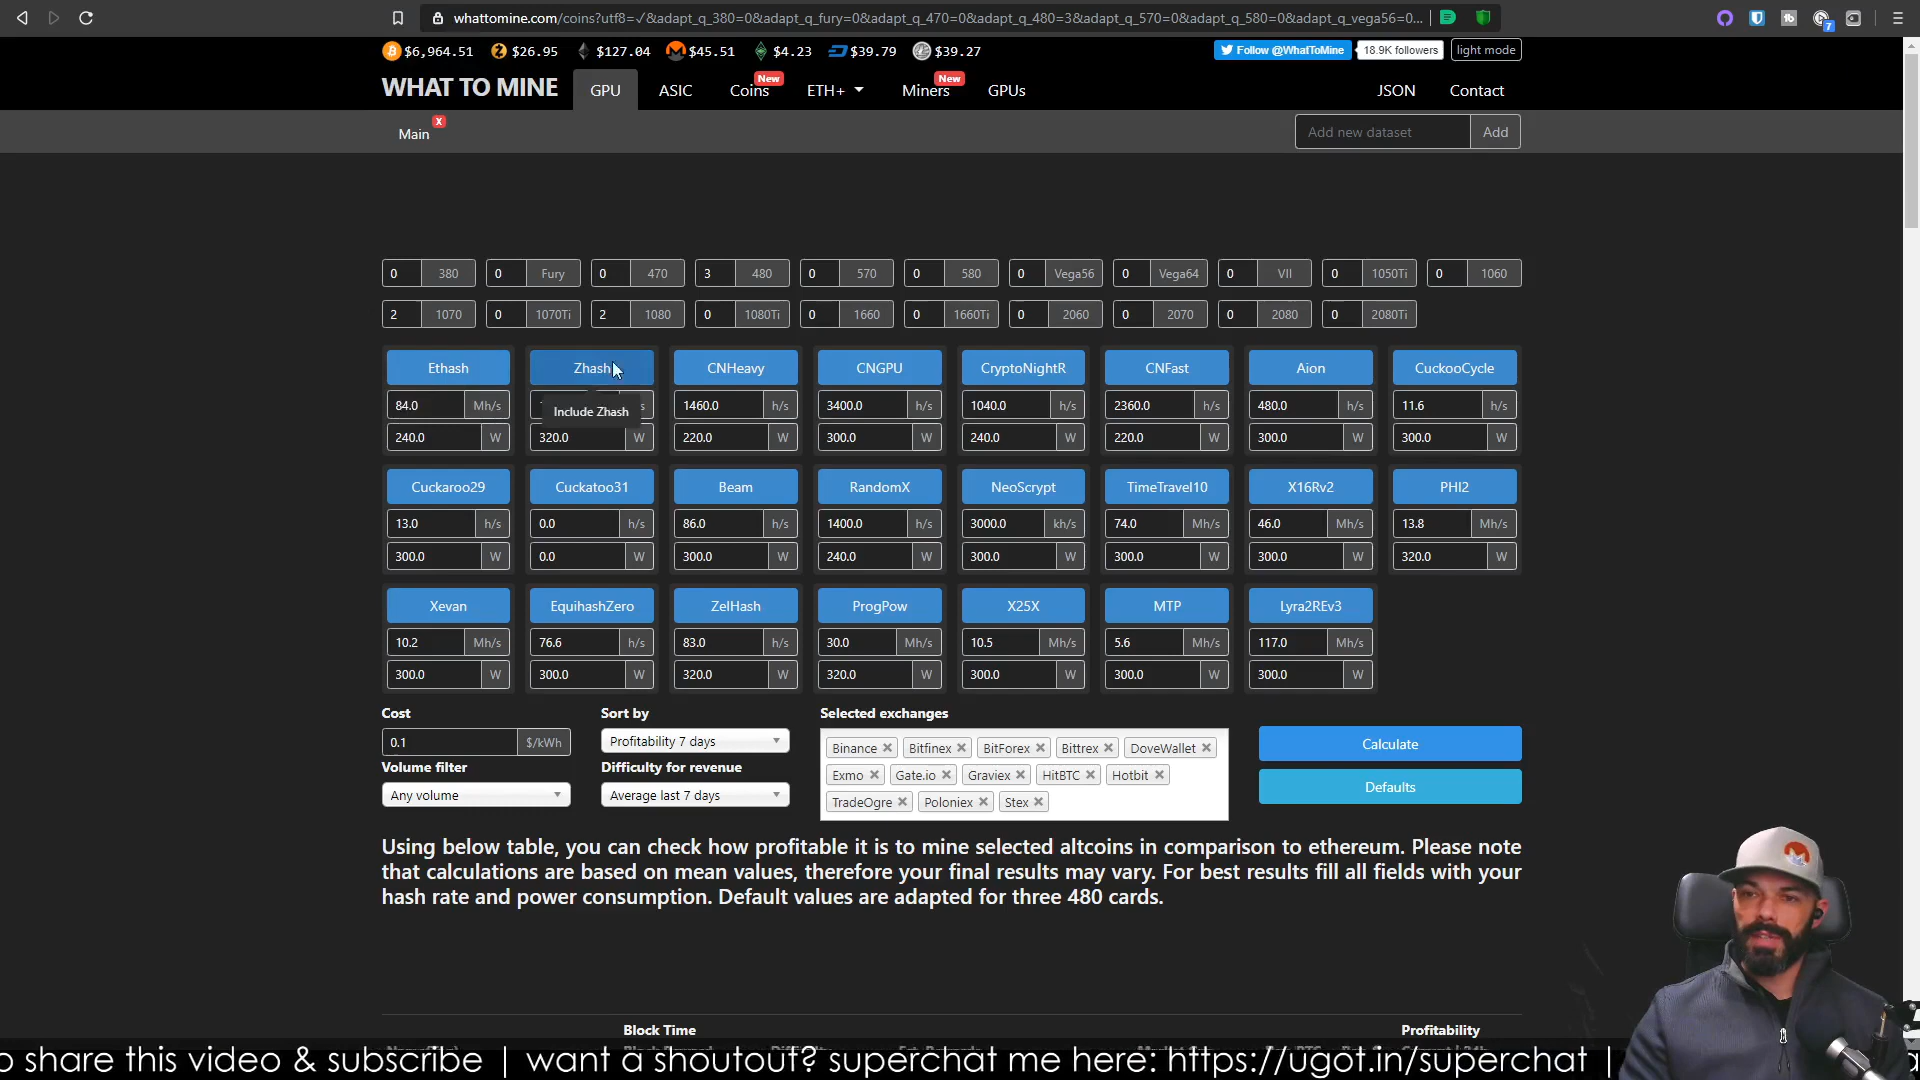 whattomine.com/coins?utf8=✓&adapt_q_380=0&adapt_q_fury=0&adapt_q_470=0&adapt_q_480=3&adapt_q_570=0&adapt_q_580=0&adapt_q_vega56=0...
7
$6,964.51 $26.95 $127.04 $45.51 $4.23 $39.79 $39.27
Follow @WhatToMine 18.9K followers light mode
WHAT TO MINE GPU ASIC Coins New ETH+ Miners New GPUs JSON Contact
Main x Add new dataset Add
0 380 0 Fury 0 470 3 480 0 570 0 580 0 Vega56 0 Vega64 0 VII 0 1050Ti 0 1060
2 1070 0 1070Ti 2 1080 0 1080Ti 0 1660 0 1660Ti 0 2060 0 2070 0 2080 0 2080Ti
Ethash Zhash CNHeavy CNGPU CryptoNightR CNFast Aion CuckooCycle
84.0 Mh/s 1460.0 h/s 3400.0 h/s 1040.0 h/s 2360.0 h/s 480.0 h/s 11.6 h/s
Include Zhash
240.0 W 320.0 W 220.0 W 300.0 W 240.0 W 220.0 W 300.0 W 300.0 W
Cuckaroo29 Cuckatoo31 Beam RandomX NeoScrypt TimeTravel10 X16Rv2 PHI2
13.0 h/s 0.0 h/s 86.0 h/s 1400.0 h/s 3000.0 kh/s 74.0 Mh/s 46.0 Mh/s 13.8 Mh/s
300.0 W 0.0 W 300.0 W 240.0 W 300.0 W 300.0 W 300.0 W 320.0 W
Xevan EquihashZero ZelHash ProgPow X25X MTP Lyra2REv3
10.2 Mh/s 76.6 h/s 83.0 h/s 30.0 Mh/s 10.5 Mh/s 5.6 Mh/s 117.0 Mh/s
300.0 W 300.0 W 320.0 W 320.0 W 300.0 W 300.0 W 300.0 W
Cost Sort by Selected exchanges
0.1 $/kWh Profitability 7 days Binance Bitfinex BitForex Bittrex DoveWallet Calculate
Volume filter Difficulty for revenue Exmo Gate.io Graviex HitBTC Hotbit Defaults
Any volume Average last 7 days TradeOgre Poloniex Stex
Using below table, you can check how profitable it is to mine selected altcoins in comparison to ethereum. Please note
that calculations are based on mean values, therefore your final results may vary. For best results fill all fields with your
hash rate and power consumption. Default values are adapted for three 480 cards.
Block Time Profitability
o share this video & subscribe | want a shoutout? superchat me here: https://ugot.in/superchat |